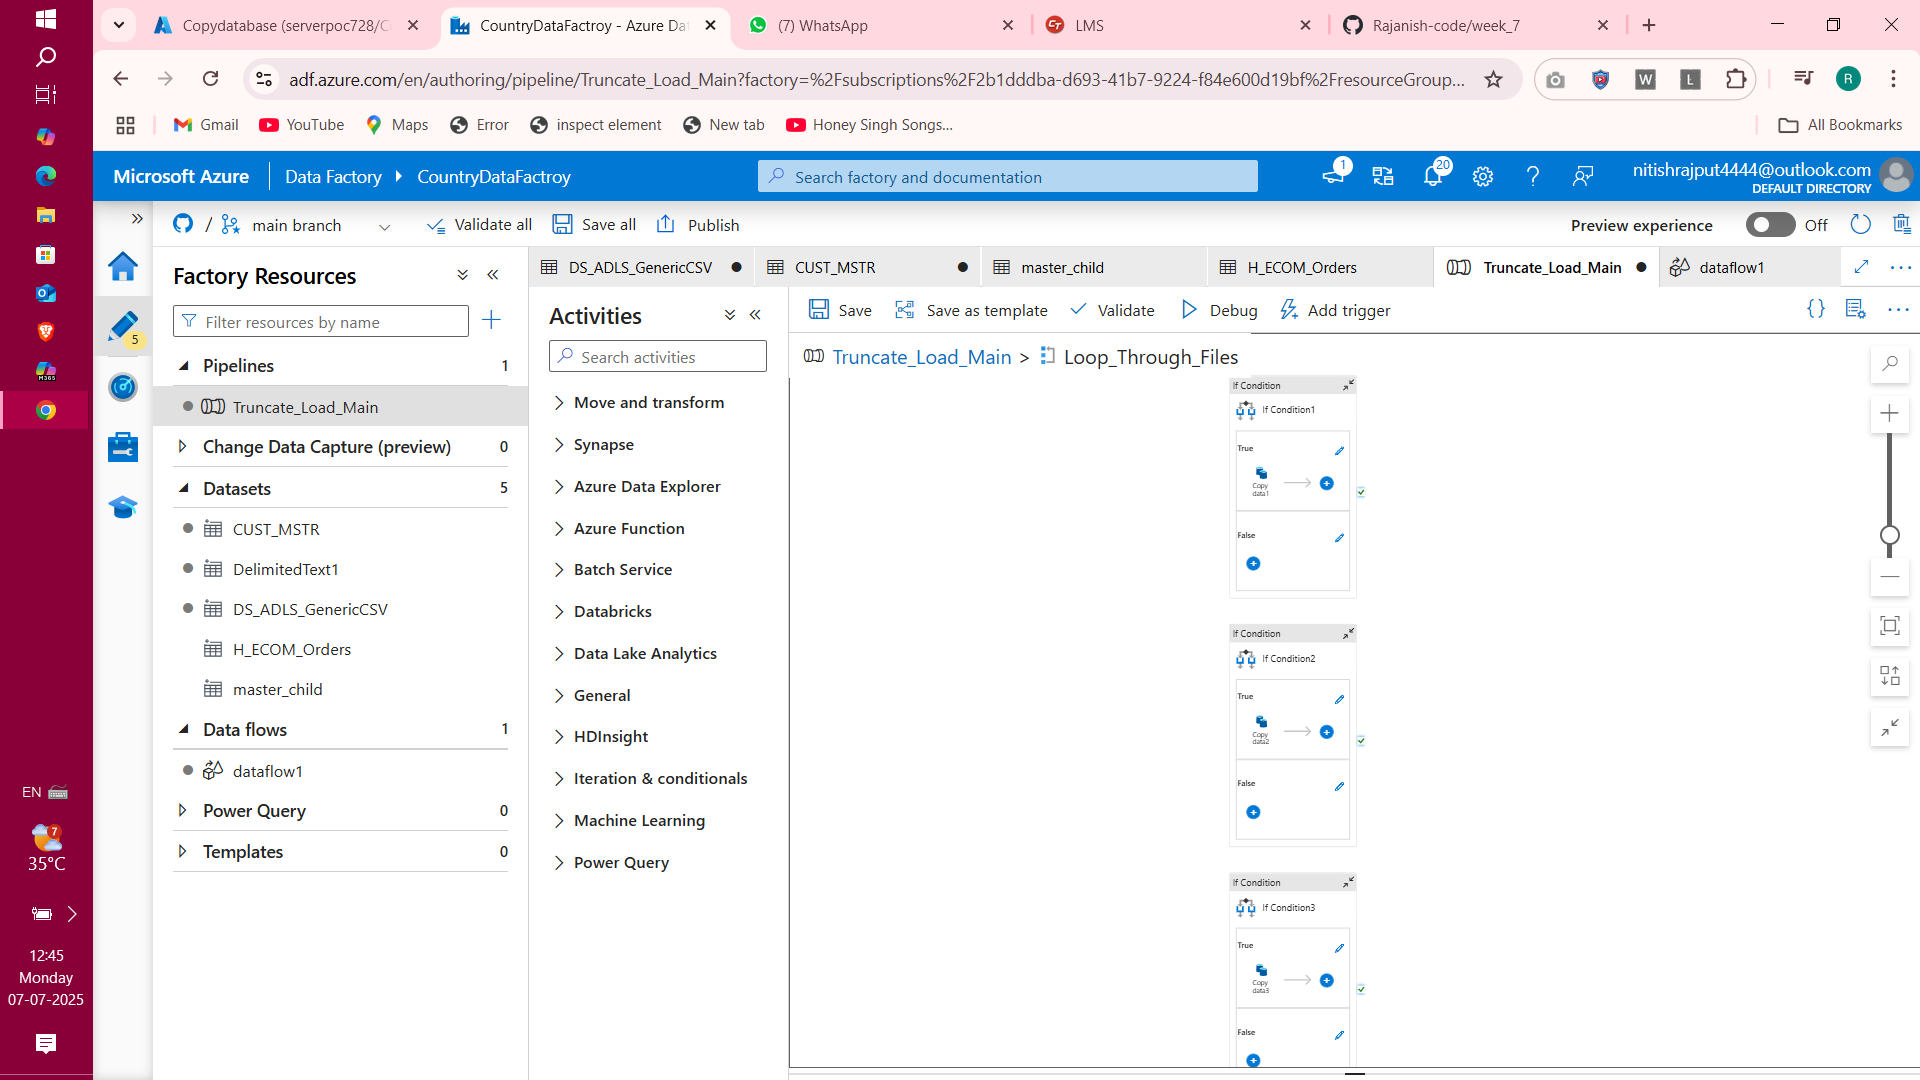 Copydatabase (serverpoc728/C
CountryDataFactroy - Azure Da
(7) WhatsApp
LMS
Rajanish-code/week_7
adf.azure.com/en/authoring/pipeline/Truncate_Load_Main?factory=%2Fsubscriptions%2F2b1dddba-d693-41b7-9224-f84e600d19bf%2FresourceGroup...
W
L
R
Gmail
YouTube
Maps
Error
inspect element
New tab
Honey Singh Songs...
All Bookmarks
Microsoft Azure
Data Factory
CountryDataFactroy
Search factory and documentation
1
20
nitishrajput4444@outlook.com
DEFAULT DIRECTORY
/ main branch
Validate all
Save all
Publish
Preview experience
Off
Factory Resources
Filter resources by name
5
Pipelines 1
Truncate_Load_Main
Change Data Capture (preview) 0
Datasets 5
CUST_MSTR
DelimitedText1
DS_ADLS_GenericCSV
H_ECOM_Orders
master_child
Data flows 1
dataflow1
Power Query 0
Templates 0
DS_ADLS_GenericCSV
CUST_MSTR
master_child
H_ECOM_Orders
Truncate_Load_Main
dataflow1
Activities
Search activities
Move and transform
Synapse
Azure Data Explorer
Azure Function
Batch Service
Databricks
Data Lake Analytics
General
HDInsight
Iteration & conditionals
Machine Learning
Power Query
Save
Save as template
Validate
Debug
Add trigger
Truncate_Load_Main > Loop_Through_Files
If Condition
If Condition1
True
Copy
data1
False
If Condition
If Condition2
True
Copy
data2
False
If Condition
If Condition3
True
Copy
data3
False
M365
EN
7
35°C
12:45
Monday
07-07-2025